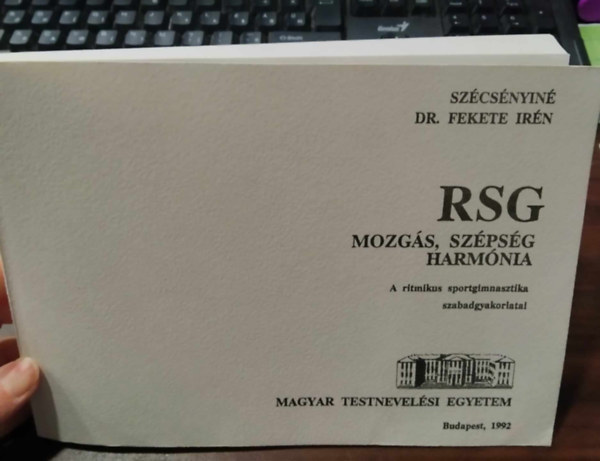 SZÉCSÉNYINÉ
DR. FEKETE IRÉN
RSG
MOZGÁS, SZÉPSÉG
HARMÓNIA
A ritmikus sportgimnasztika
szabadgyakorlatai
MAGYAR TESTNEVELÉSI EGYETEM
Budapest, 1992